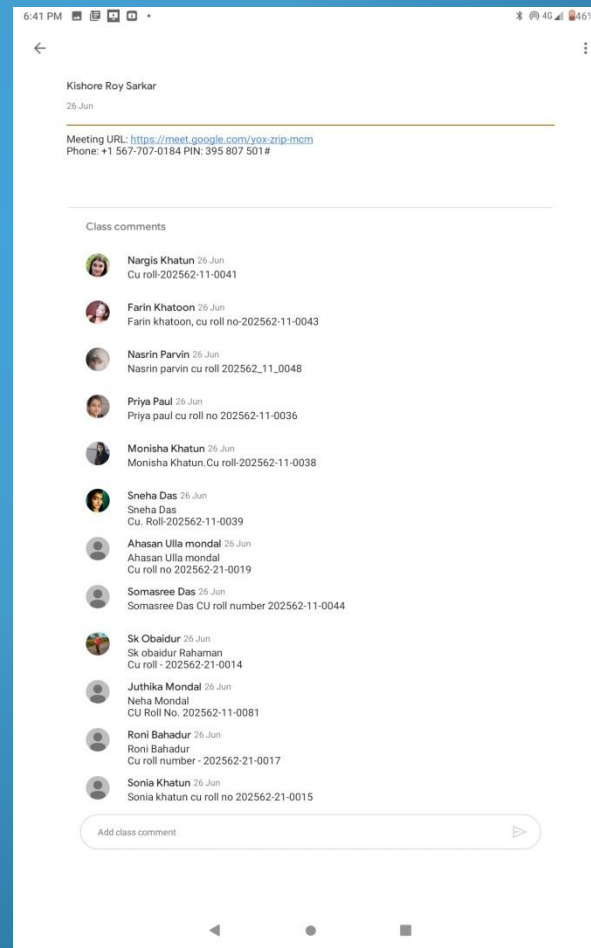 6:41 PM
4G 46%
Kishore Roy Sarkar
26 Jun
Meeting URL: https://meet.google.com/yox-zrip-mcm
Phone: +1 567-707-0184 PIN: 395 807 501#
Class comments
Nargis Khatun 26 Jun
Cu roll-202562-11-0041
Farin Khatoon 26 Jun
Farin khatoon, cu roll no-202562-11-0043
Nasrin Parvin 26 Jun
Nasrin parvin cu roll 202562_11_0048
Priya Paul 26 Jun
Priya paul cu roll no 202562-11-0036
Monisha Khatun 26 Jun
Monisha Khatun.Cu roll-202562-11-0038
Sneha Das 26 Jun
Sneha Das
Cu. Roll-202562-11-0039
Ahasan Ulla mondal 26 Jun
Ahasan Ulla mondal
Cu roll no 202562-21-0019
Somasree Das 26 Jun
Somasree Das CU roll number 202562-11-0044
Sk Obaidur 26 Jun
Sk obaidur Rahaman
Cu roll - 202562-21-0014
Juthika Mondal 26 Jun
Neha Mondal
CU Roll No. 202562-11-0081
Roni Bahadur 26 Jun
Roni Bahadur
Cu roll number - 202562-21-0017
Sonia Khatun 26 Jun
Sonia khatun cu roll no 202562-21-0015
Add class comment